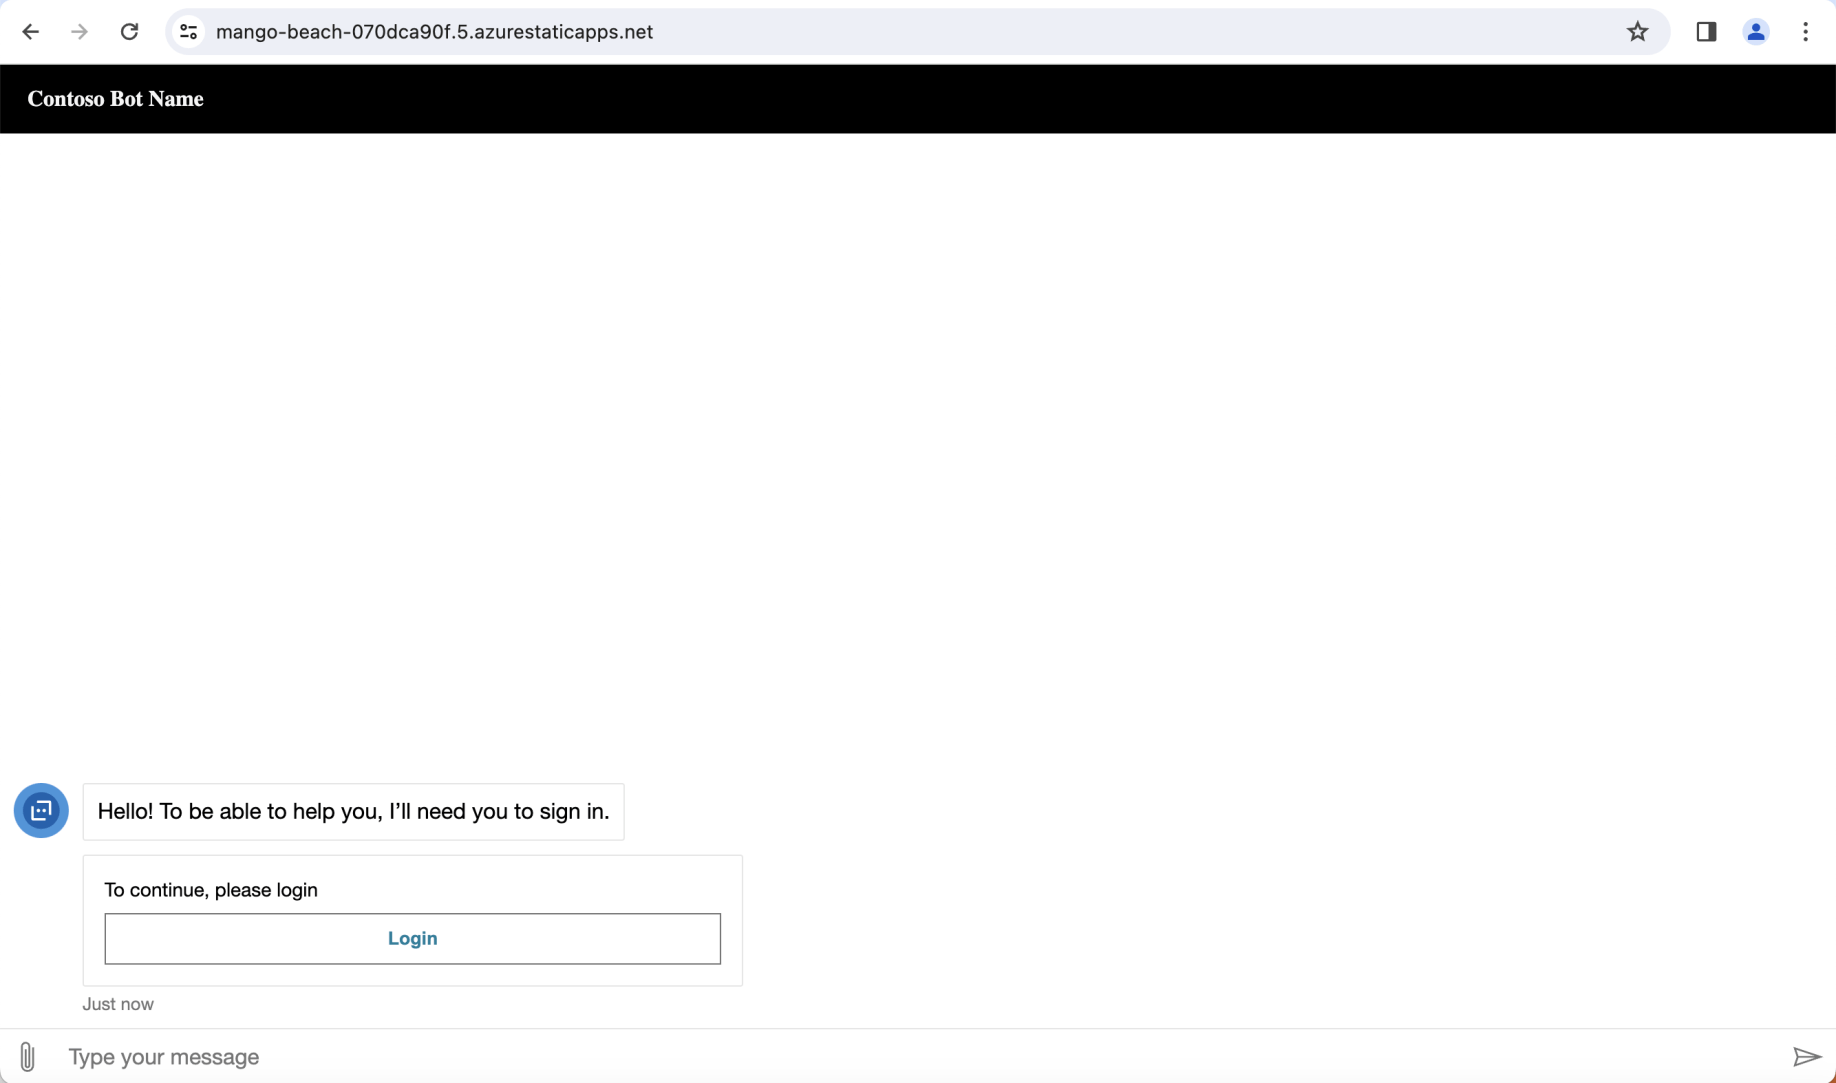 mango-beach-070dca90f.5.azurestaticapps.net
Contoso Bot Name
Hello! To be able to help you, I’ll need you to sign in.
To continue, please login
Login
Just now
Type your message